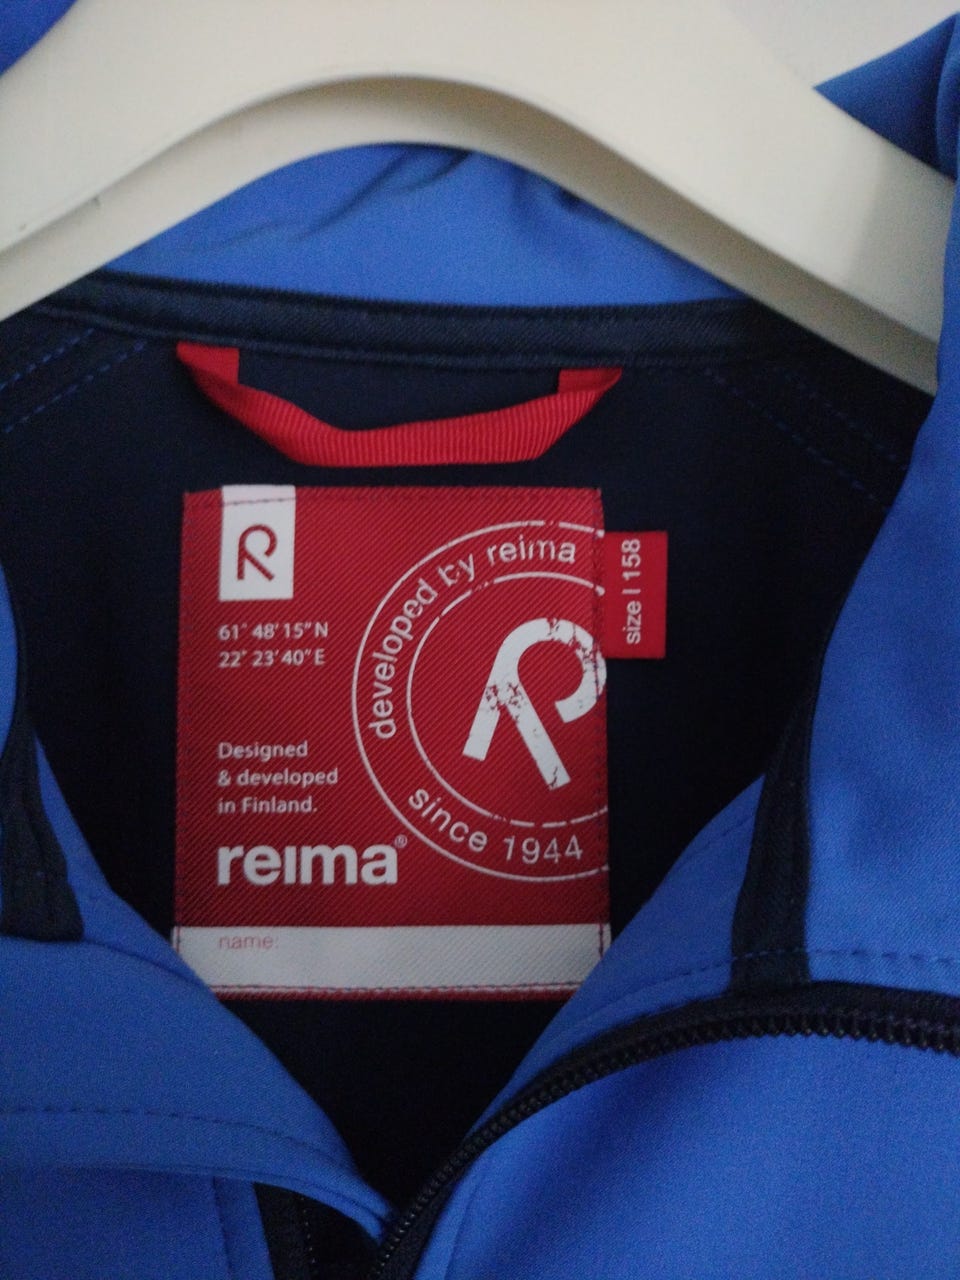 R
61° 48' 15" N
22° 23' 40" E
Designed
& developed
in Finland.
reima®
name:
developed by reima
R
since 1944
size | 158